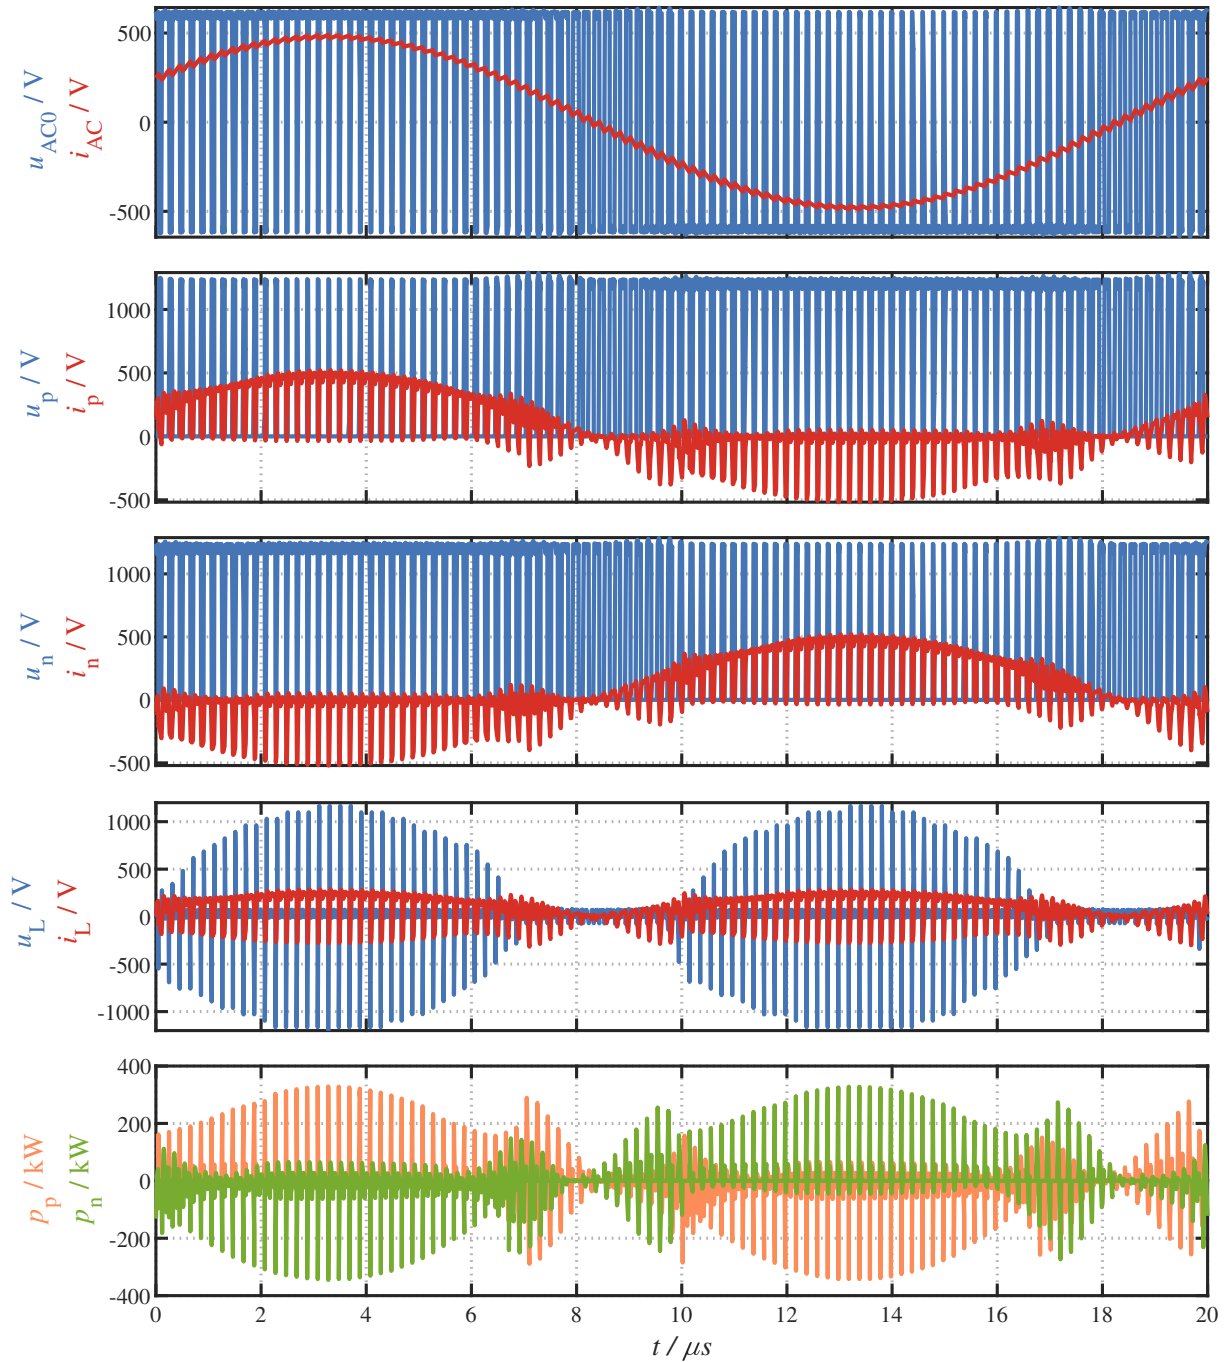 u_AC0 / V
i_AC / V
500
0
-500
u_p / V
i_p / V
1000
500
0
-500
u_n / V
i_n / V
1000
500
0
-500
u_L / V
i_L / V
1000
500
0
-500
-1000
p_p / kW
p_n / kW
400
200
0
-200
-400
0 2 4 6 8 10 12 14 16 18 20
t / μs